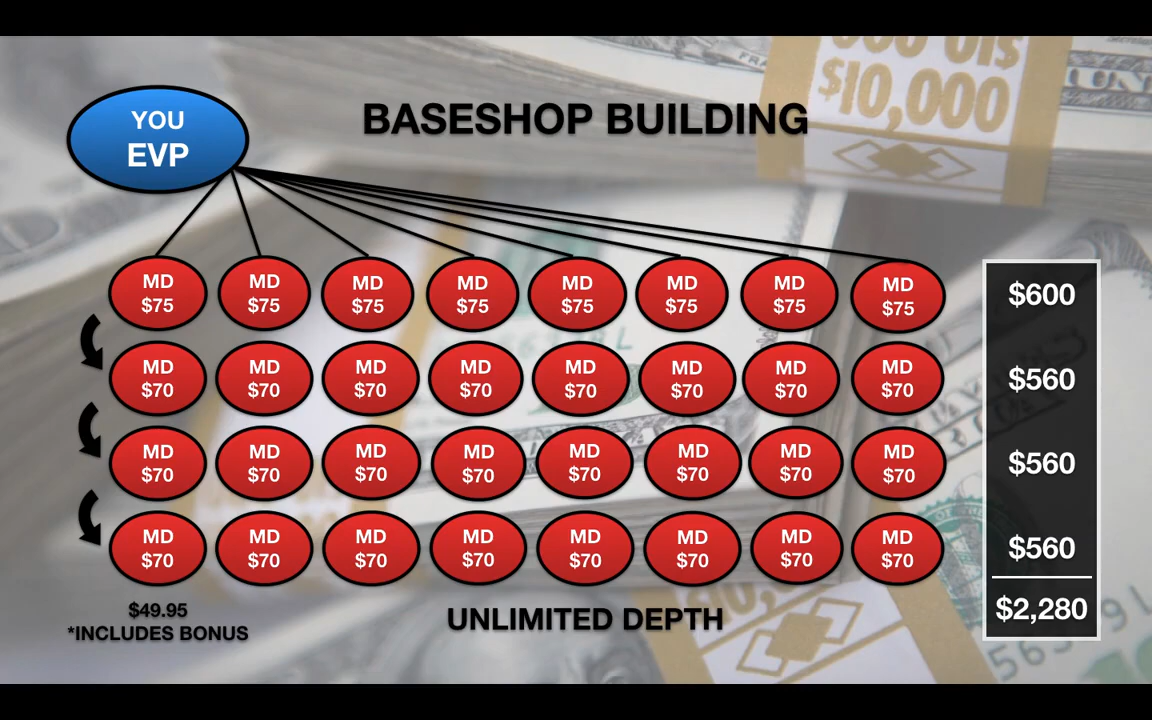 000 DOLS
$10,000
YOU
EVP
BASESHOP BUILDING
MD MD MD MD MD MD MD MD
$75 $75 $75 $75 $75 $75 $75 $75
$600
MD MD MD MD MD MD MD MD
$70 $70 $70 $70 $70 $70 $70 $70
$560
MD MD MD MD MD MD MD MD
$70 $70 $70 $70 $70 $70 $70 $70
$560
MD MD MD MD MD MD MD MD
$70 $70 $70 $70 $70 $70 $70 $70
$560
$49.95
*INCLUDES BONUS
UNLIMITED DEPTH
$2,280